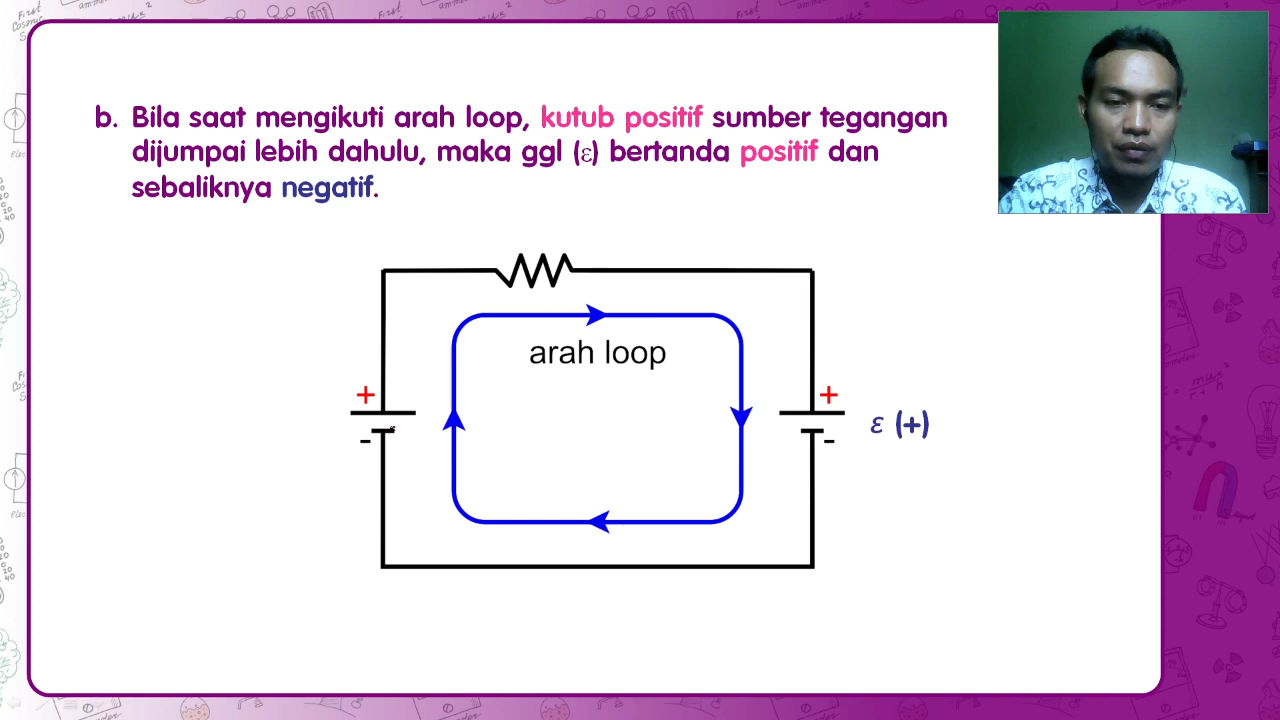 b. Bila saat mengikuti arah loop, kutub positif sumber tegangan
dijumpai lebih dahulu, maka ggl (ε) bertanda positif dan
sebaliknya negatif.
arah loop
+
-
+
-
ε (+)